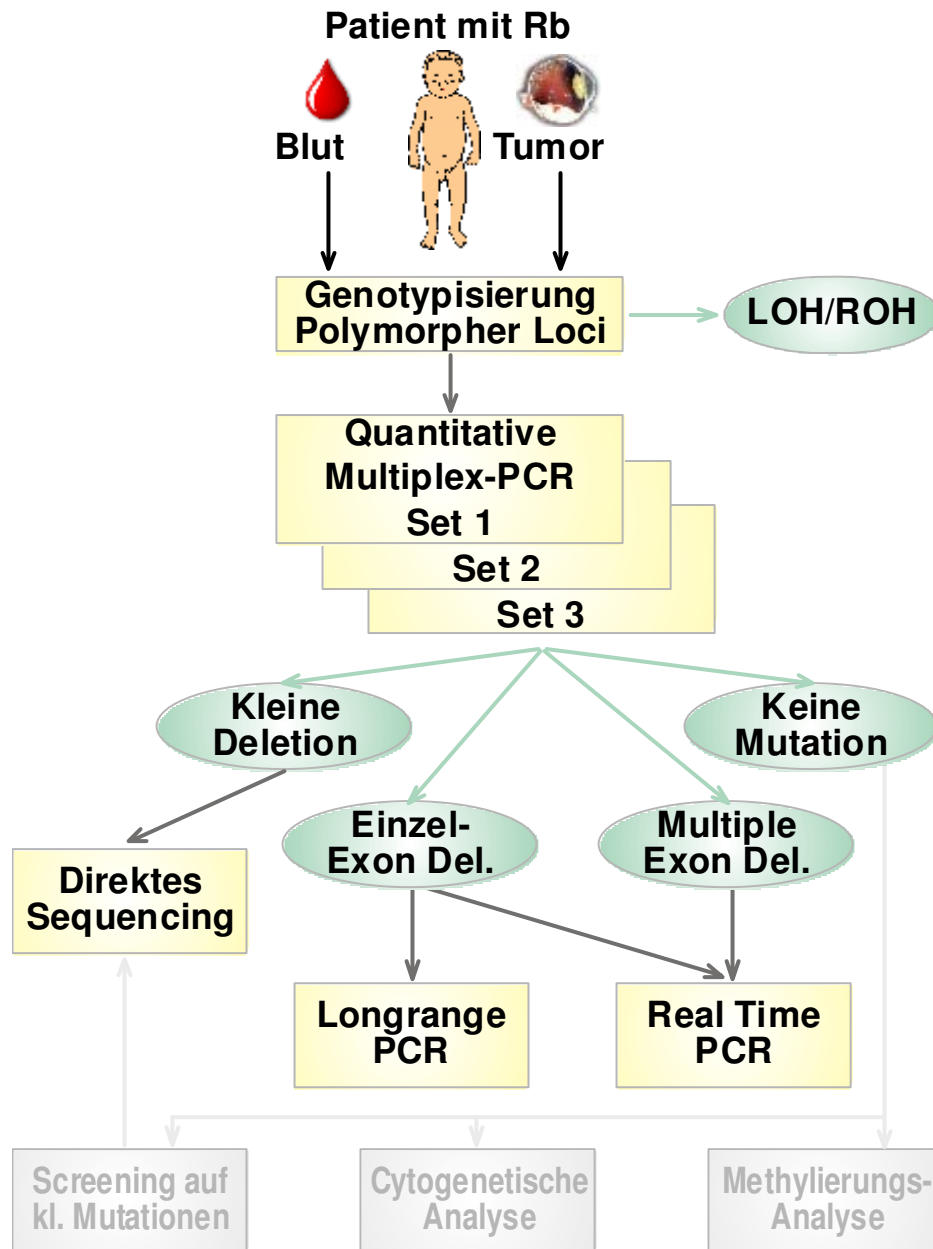 Patient mit Rb
Blut
Tumor
Genotypisierung
Polymorpher Loci
LOH/ROH
Quantitative
Multiplex-PCR
Set 1
Set 2
Set 3
Kleine
Deletion
Keine
Mutation
Einzel-
Exon Del.
Multiple
Exon Del.
Direktes
Sequencing
Longrange
PCR
Real Time
PCR
Screening auf
kl. Mutationen
Cytogenetische
Analyse
Methylierungs-
Analyse